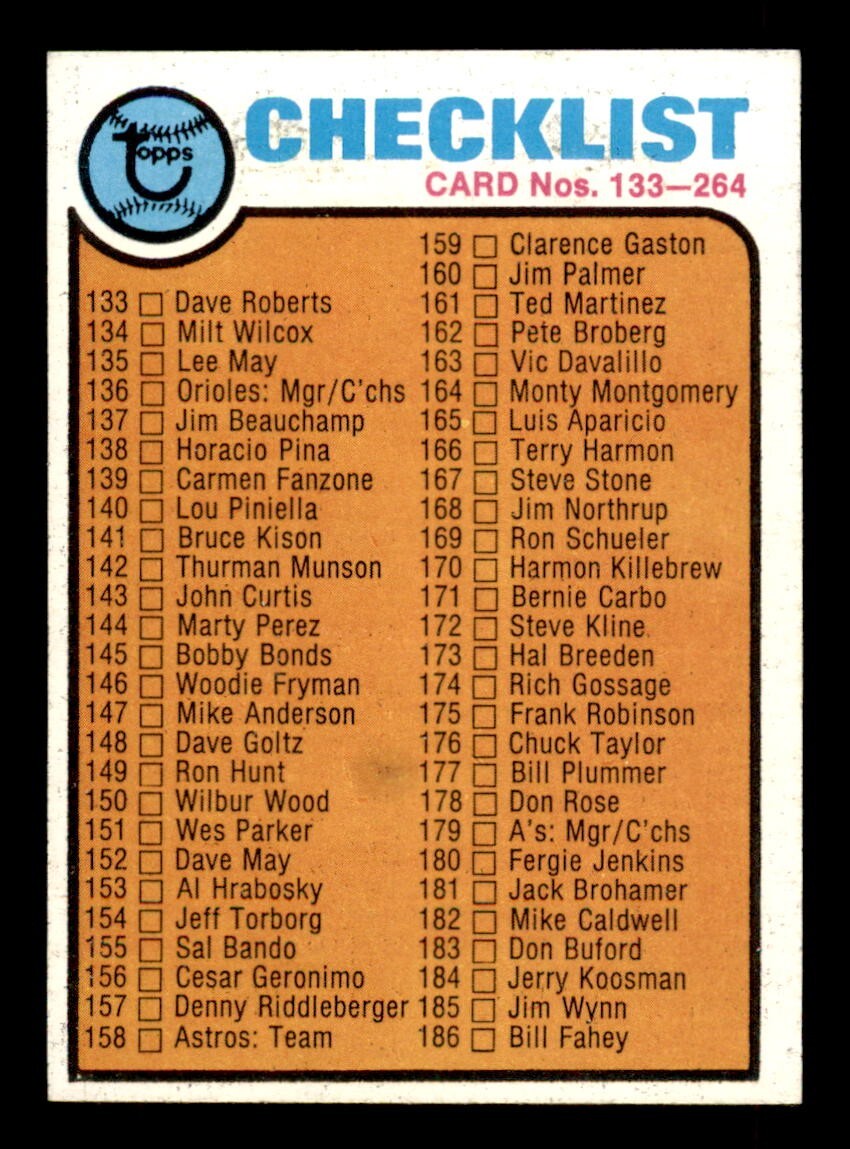 Topps
CHECKLIST
CARD Nos. 133—264
133 Dave Roberts
134 Milt Wilcox
135 Lee May
136 Orioles: Mgr/C'chs
137 Jim Beauchamp
138 Horacio Pina
139 Carmen Fanzone
140 Lou Piniella
141 Bruce Kison
142 Thurman Munson
143 John Curtis
144 Marty Perez
145 Bobby Bonds
146 Woodie Fryman
147 Mike Anderson
148 Dave Goltz
149 Ron Hunt
150 Wilbur Wood
151 Wes Parker
152 Dave May
153 Al Hrabosky
154 Jeff Torborg
155 Sal Bando
156 Cesar Geronimo
157 Denny Riddleberger
158 Astros: Team
159 Clarence Gaston
160 Jim Palmer
161 Ted Martinez
162 Pete Broberg
163 Vic Davalillo
164 Monty Montgomery
165 Luis Aparicio
166 Terry Harmon
167 Steve Stone
168 Jim Northrup
169 Ron Schueler
170 Harmon Killebrew
171 Bernie Carbo
172 Steve Kline
173 Hal Breeden
174 Rich Gossage
175 Frank Robinson
176 Chuck Taylor
177 Bill Plummer
178 Don Rose
179 A's: Mgr/C'chs
180 Fergie Jenkins
181 Jack Brohamer
182 Mike Caldwell
183 Don Buford
184 Jerry Koosman
185 Jim Wynn
186 Bill Fahey